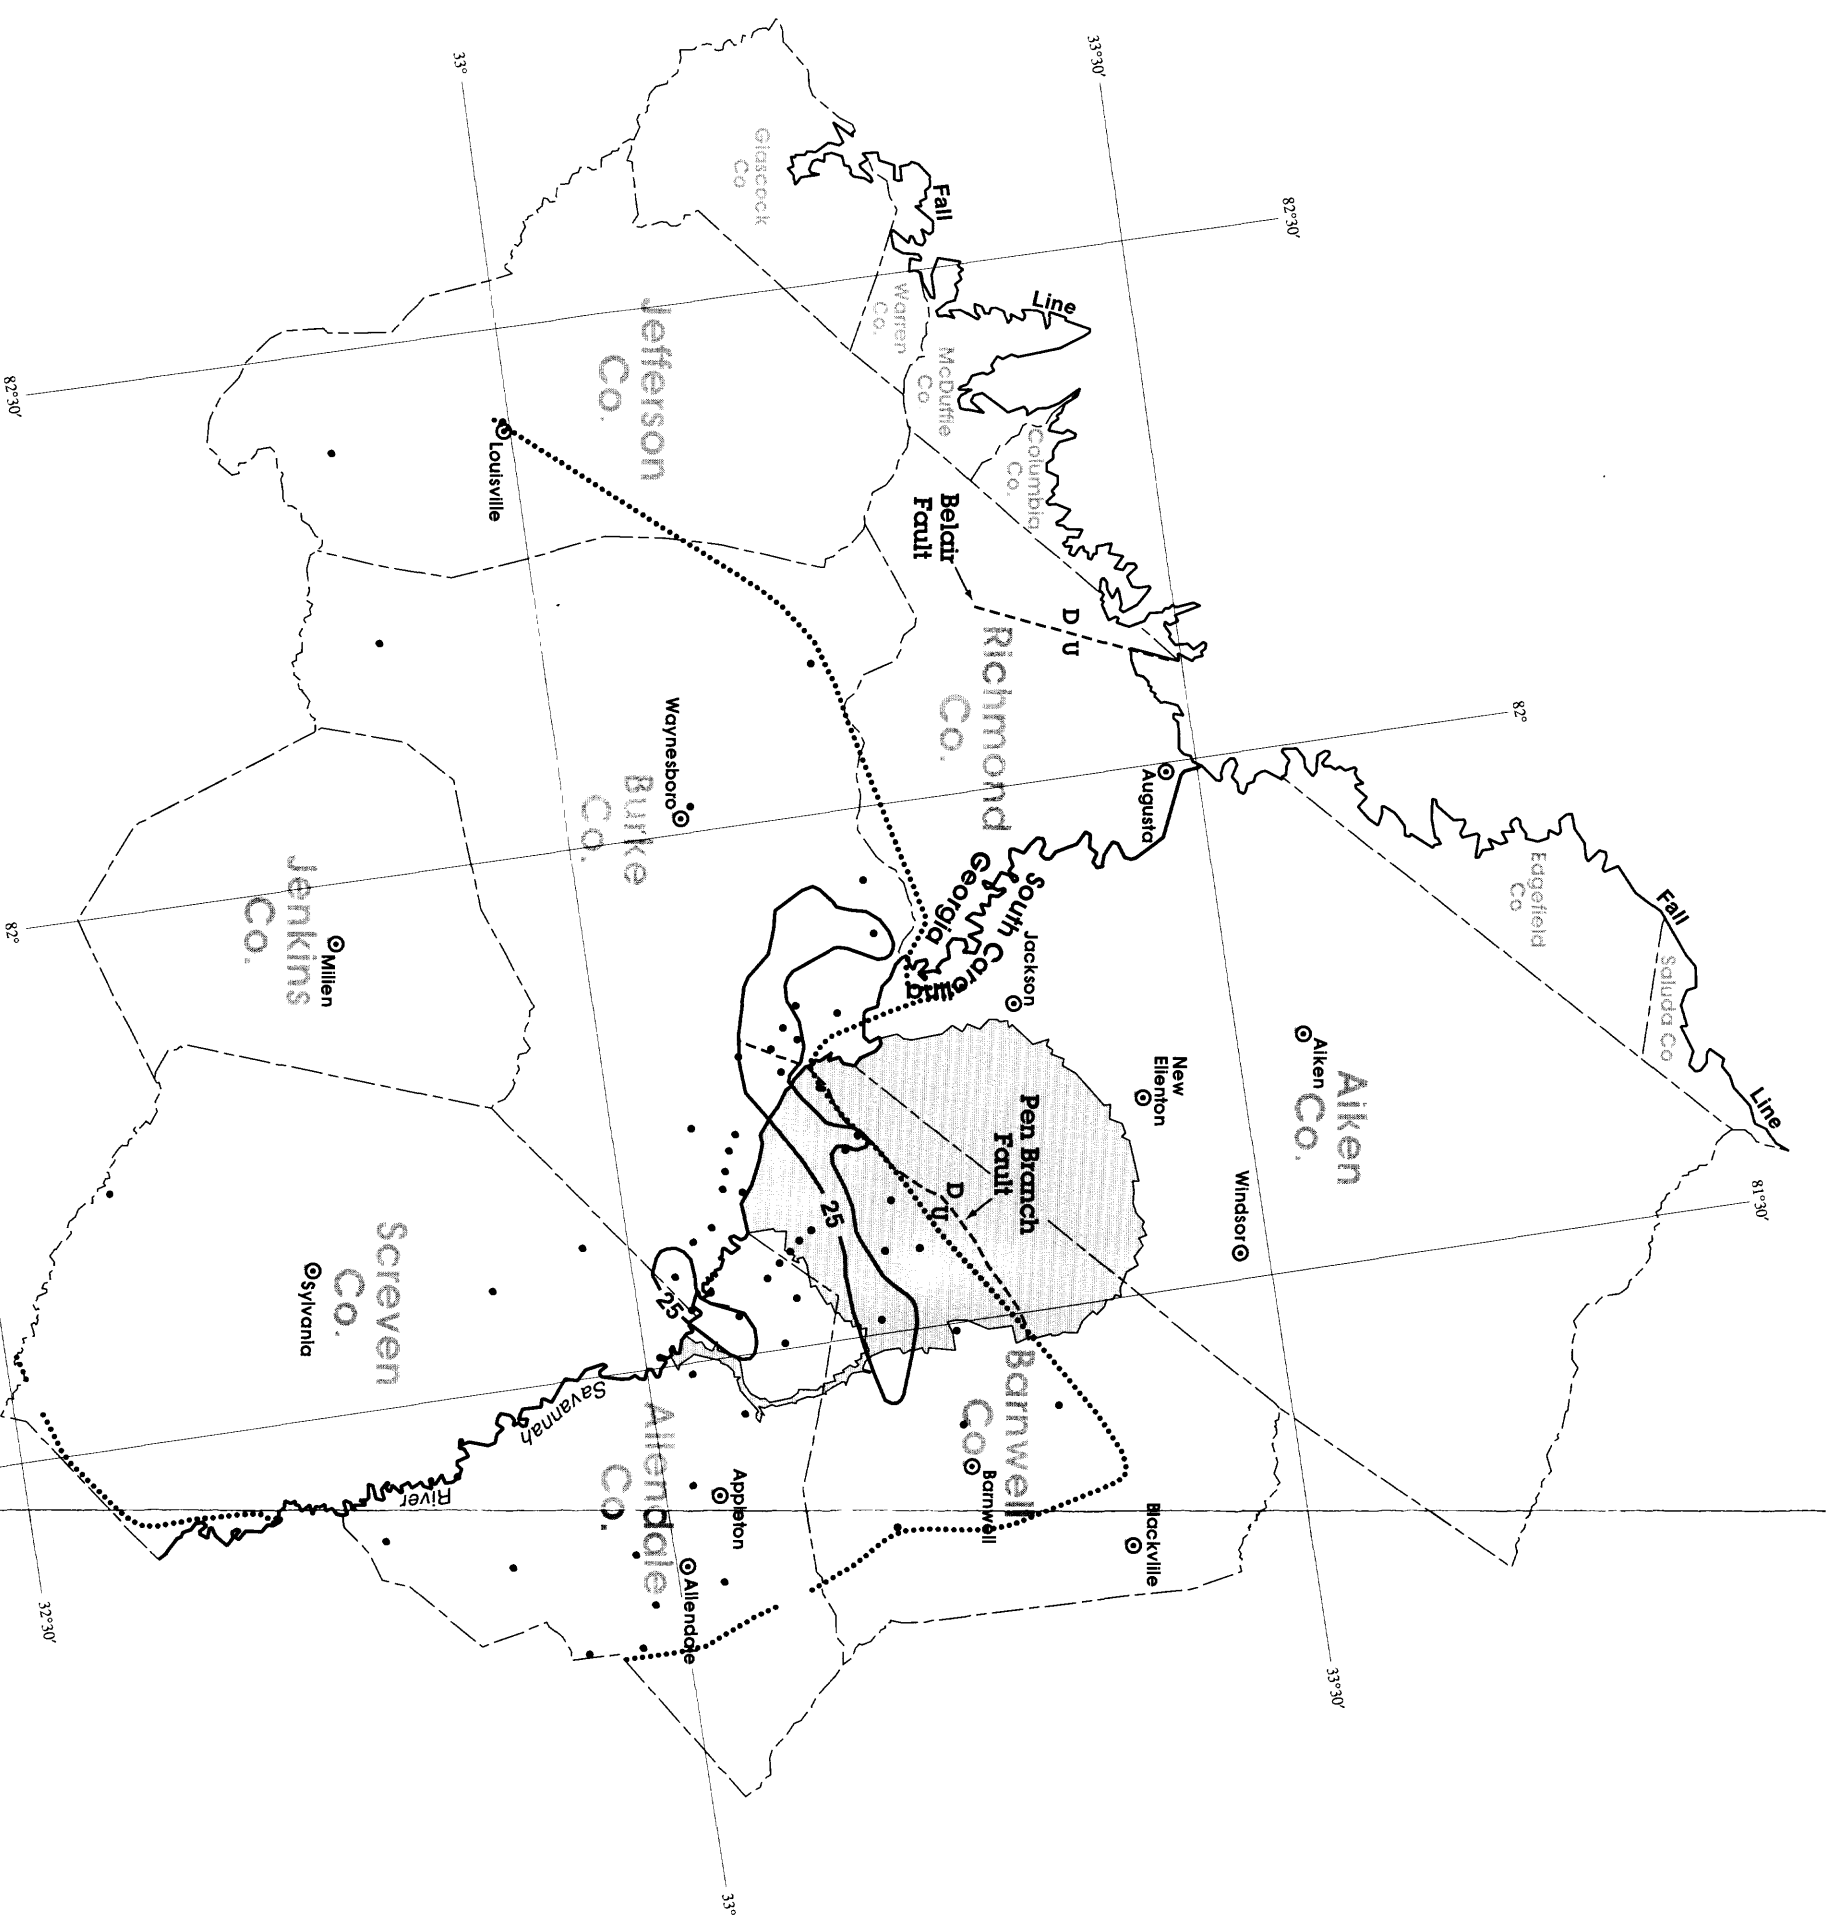 33°
33°30′
82°30′
Glascock
Co
Fall
Line
Warren
Co.
McDuffie
Co
Columbia
Co.
Jefferson
Co.
82°30′
Louisville
Belair
Fault
D
U
Richmond
Co.
82°
Augusta
Waynesboro
Burke
Co.
Edgefield
Co
Fall
Line
Saluda Co
South Carolina
Georgia
Jackson
Jenkins
Co.
Millen
82°
Aiken
Aiken
Co.
New
Ellenton
Windsor
81°30′
Pen Branch
Fault
D
U
25
25
Screven
Co.
Sylvania
Savannah
River
Barnwell
Co.
Barnwell
Blackville
Allendale
Co.
Appleton
Allendale
32°30′
33°30′
33°